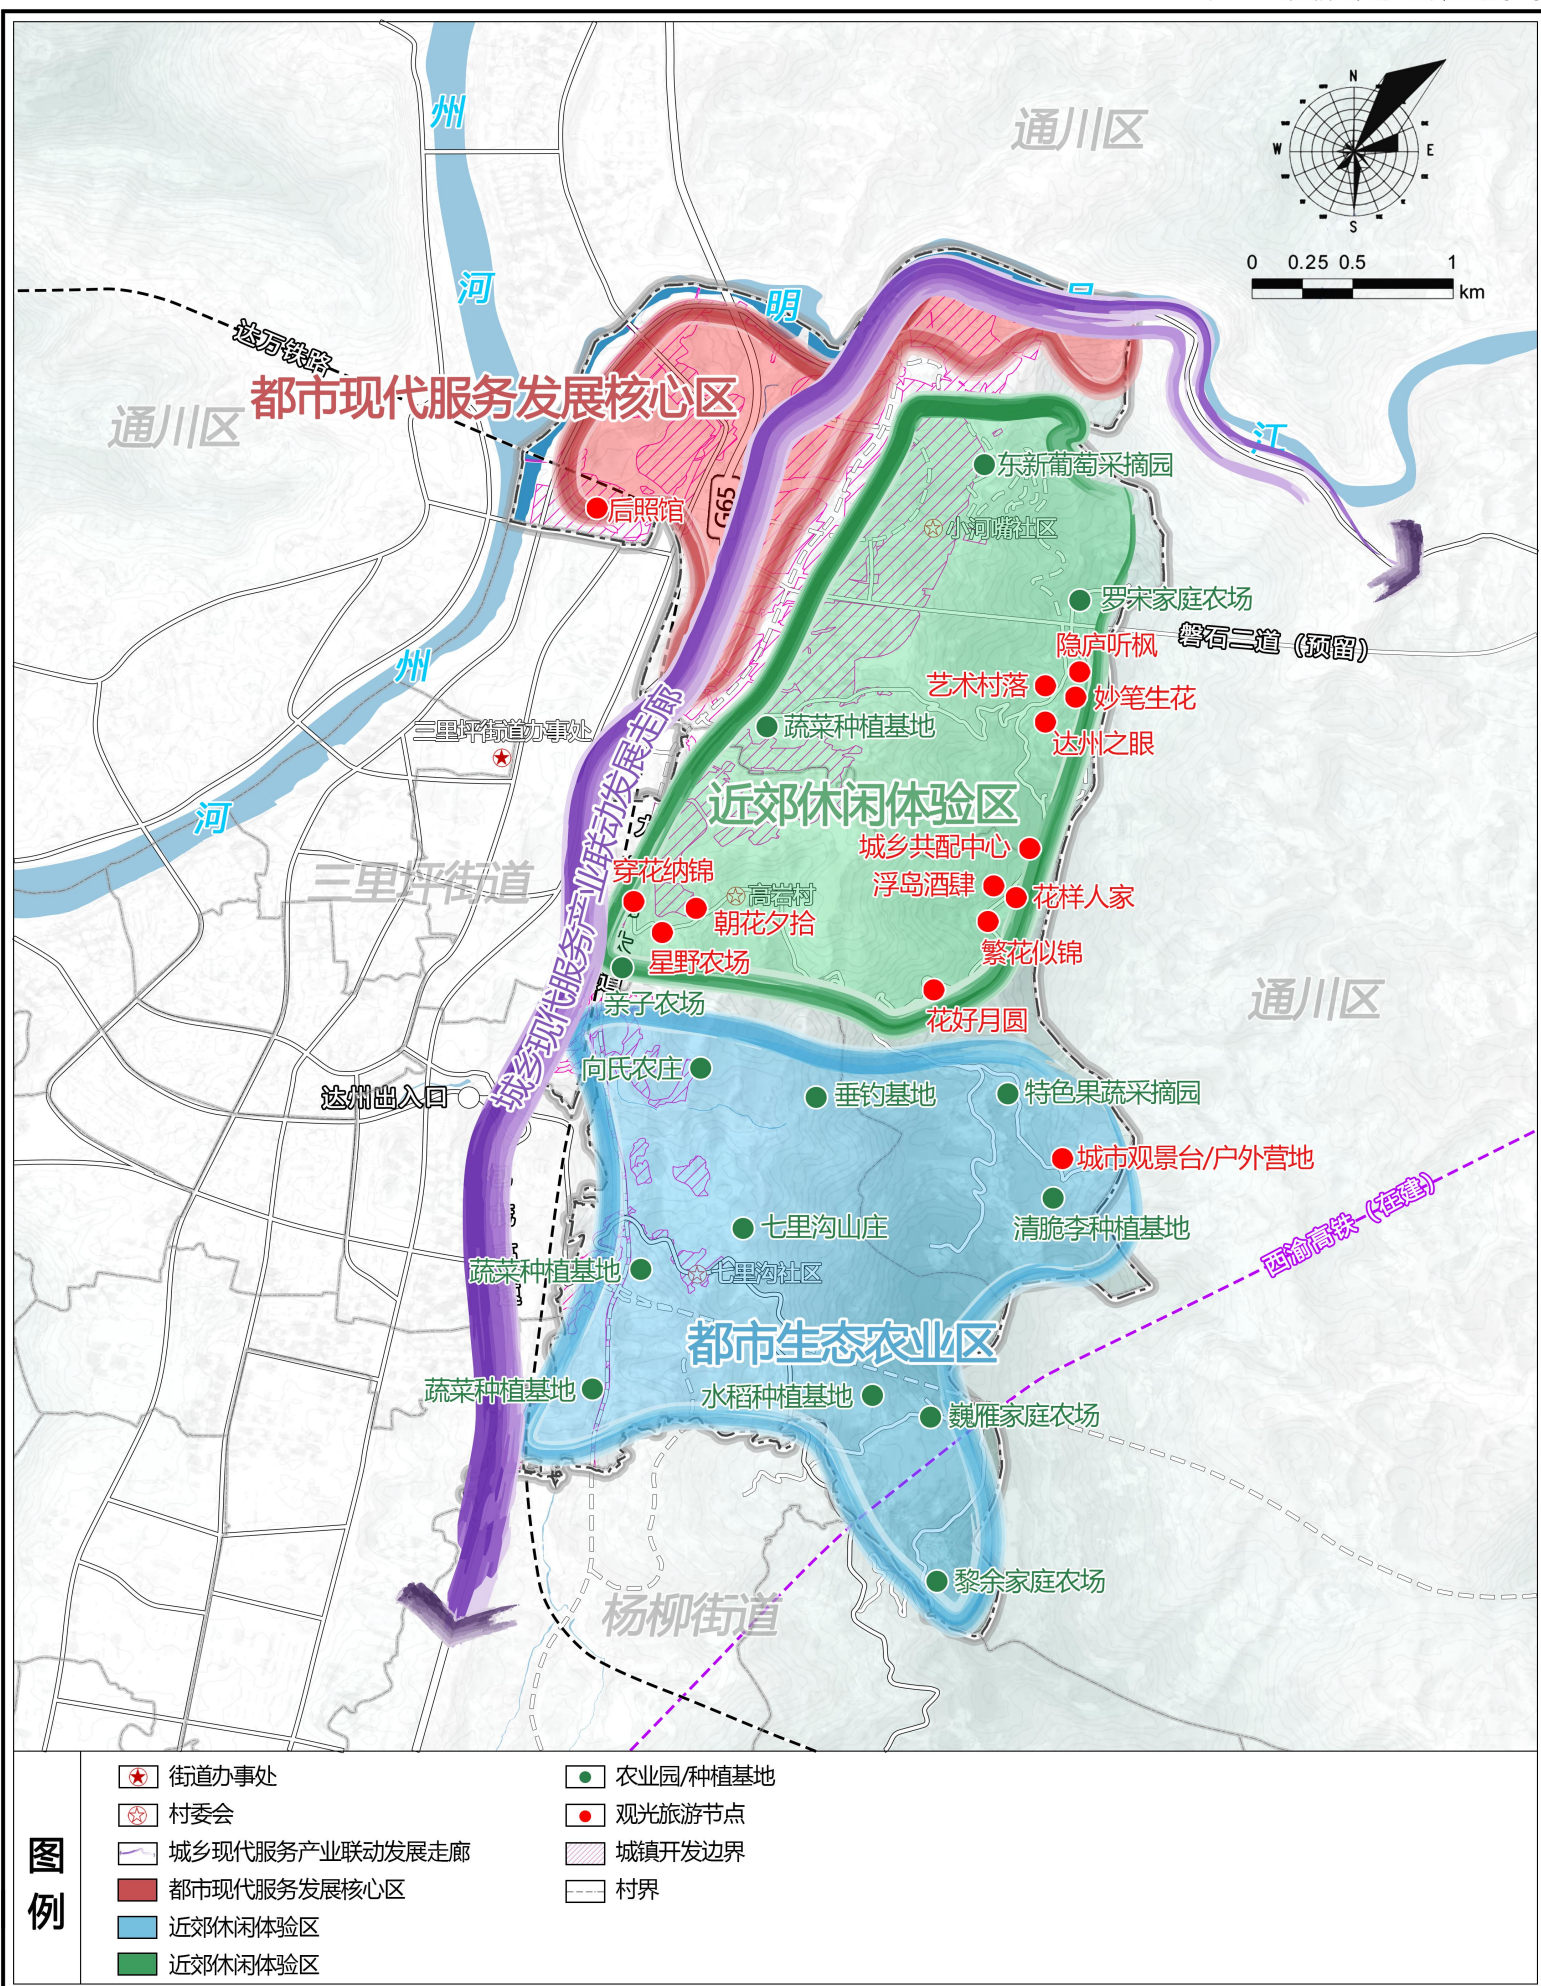 州
通川区
N
W
E
S
0 0.25 0.5 1
km
河
明
月
达万铁路
都市现代服务发展核心区
通川区
江
东新葡萄采摘园
后照馆
G65
小河嘴社区
罗宋家庭农场
磐石二道（预留）
隐庐听枫
州
艺术村落
妙笔生花
三里坪街道办事处
蔬菜种植基地
达州之眼
河
近郊休闲体验区
城乡共配中心
三里坪街道
穿花纳锦
浮岛酒肆
高岩村
花样人家
朝花夕拾
繁花似锦
星野农场
城乡现代服务产业联动发展走廊
亲子农场
花好月圆
通川区
向氏农庄
达州出入口
垂钓基地
特色果蔬采摘园
城市观景台/户外营地
清脆李种植基地
七里沟山庄
西渝高铁（在建）
蔬菜种植基地
七里沟社区
都市生态农业区
蔬菜种植基地
水稻种植基地
巍雁家庭农场
黎余家庭农场
杨柳街道
图例
街道办事处
村委会
城乡现代服务产业联动发展走廊
都市现代服务发展核心区
近郊休闲体验区
近郊休闲体验区
农业园/种植基地
观光旅游节点
城镇开发边界
村界